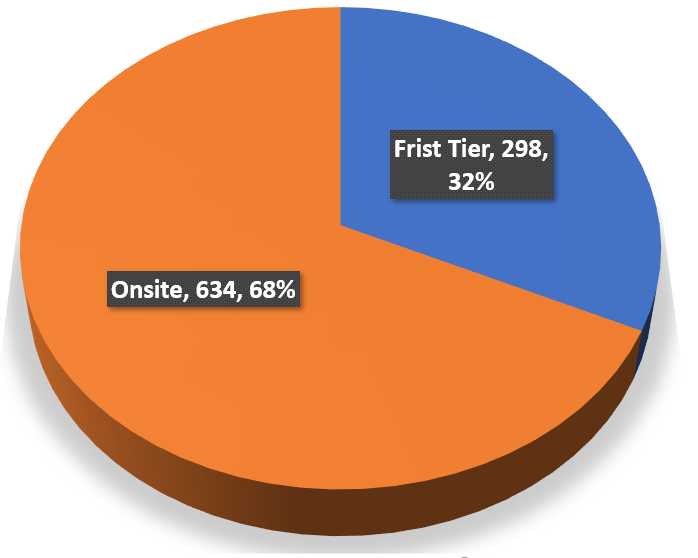 Frist Tier, 298,
32%
Onsite, 634, 68%